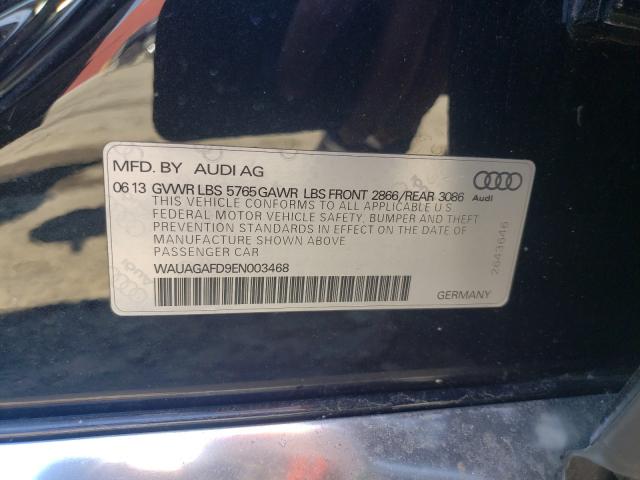 MFD. BY AUDI AG
06 13 GVWR LBS 5765 GAWR LBS FRONT 2866/REAR 3086
THIS VEHICLE CONFORMS TO ALL APPLICABLE U S
FEDERAL MOTOR VEHICLE SAFETY, BUMPER AND THEFT
PREVENTION STANDARDS IN EFFECT ON THE DATE OF
MANUFACTURE SHOWN ABOVE
PASSENGER CAR
WAUAGAFD9EN003468
GERMANY
Audi
2643646